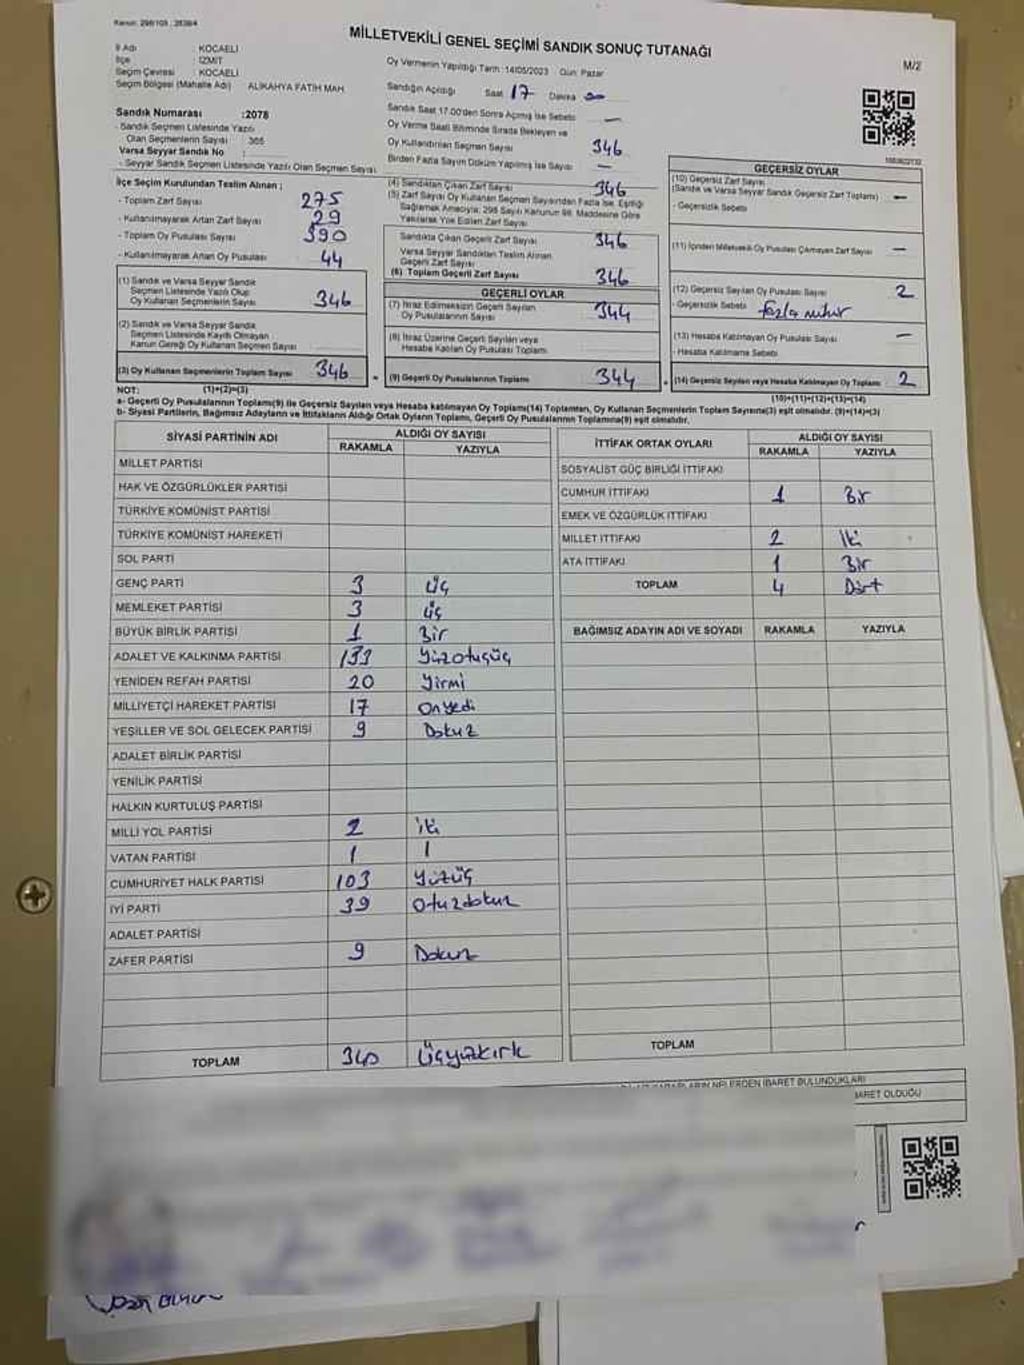 Kanun: 298/105 ; 2839/4
MİLLETVEKİLİ GENEL SEÇİMİ SANDIK SONUÇ TUTANAĞI
M/2
İl Adı : KOCAELİ
İlçe : İZMİT
Seçim Çevresi : KOCAELİ
Seçim Bölgesi (Mahalle Adı) ALIKAHYA FATİH MAH.
Sandık Numarası :2078
- Sandık Seçmen Listesinde Yazılı
Olan Seçmenlerin Sayısı : 365
Varsa Seyyar Sandık No :
- Seyyar Sandık Seçmen Listesinde Yazılı Olan Seçmen Sayısı
Oy Vermenin Yapıldığı Tarih : 14/05/2023 Gün: Pazar
Sandığın Açıldığı Saat 17 Dakika 00
Sandık Saat 17.00'den Sonra Açılmış İse Sebebi —
Oy Verme Saati Bitiminde Sırada Bekleyen ve
Oy Kullandırılan Seçmen Sayısı 346
Birden Fazla Sayım Döküm Yapılmış İse Sayısı —
İlçe Seçim Kurulundan Teslim Alınan ;
- Toplam Zarf Sayısı 275
- Kullanılmayarak Artan Zarf Sayısı 29
- Toplam Oy Pusulası Sayısı 390
- Kullanılmayarak Artan Oy Pusulası 44
(1) Sandık ve Varsa Seyyar Sandık
Seçmen Listesinde Yazılı Olup
Oy Kullanan Seçmenlerin Sayısı 346
(2) Sandık ve Varsa Seyyar Sandık
Seçmen Listesinde Kayıtlı Olmayan
Kanun Gereği Oy Kullanan Seçmen Sayısı
(3) Oy Kullanan Seçmenlerin Toplam Sayısı 346
NOT: (1)+(2)=(3)
(4) Sandıktan Çıkan Zarf Sayısı 346
(5) Zarf Sayısı Oy Kullanan Seçmen Sayısından Fazla İse, Eşitliği
Sağlamak Amacıyla; 298 Sayılı Kanunun 98. Maddesine Göre
Yakılarak Yok Edilen Zarf Sayısı
Sandıkta Çıkan Geçerli Zarf Sayısı 346
Varsa Seyyar Sandıktan Teslim Alınan
Geçerli Zarf Sayısı
(6) Toplam Geçerli Zarf Sayısı 346
GEÇERLİ OYLAR
(7) İtiraz Edilmeksizin Geçerli Sayılan
Oy Pusulalarının Sayısı 344
(8) İtiraz Üzerine Geçerli Sayılan veya
Hesaba Katılan Oy Pusulası Toplamı
(9) Geçerli Oy Pusulalarının Toplamı 344
GEÇERSİZ OYLAR
(10) Geçersiz Zarf Sayısı
(Sandık ve Varsa Seyyar Sandık Geçersiz Zarf Toplamı) —
- Geçersizlik Sebebi
(11) İçinden Milletvekili Oy Pusulası Çıkmayan Zarf Sayısı —
(12) Geçersiz Sayılan Oy Pusulası Sayısı 2
- Geçersizlik Sebebi fazla mühür
(13) Hesaba Katılmayan Oy Pusulası Sayısı —
- Hesaba Katılmama Sebebi
(14) Geçersiz Sayılan veya Hesaba Katılmayan Oy Toplamı 2
(10)+(11)+(12)+(13)=(14)
a- Geçerli Oy Pusulalarının Toplamı(9) ile Geçersiz Sayılan veya Hesaba katılmayan Oy Toplamı(14) Toplamları, Oy Kullanan Seçmenlerin Toplam Sayısına(3) eşit olmalıdır. (9)+(14)=(3)
b- Siyasi Partilerin, Bağımsız Adayların ve İttifakların Aldığı Ortak Oyların Toplamı, Geçerli Oy Pusulalarının Toplamına(9) eşit olmalıdır.
SİYASİ PARTİNİN ADI ALDIĞI OY SAYISI
RAKAMLA YAZIYLA
MİLLET PARTİSİ
HAK VE ÖZGÜRLÜKLER PARTİSİ
TÜRKİYE KOMÜNİST PARTİSİ
TÜRKİYE KOMÜNİST HAREKETİ
SOL PARTİ
GENÇ PARTİ 3 üç
MEMLEKET PARTİSİ 3 üç
BÜYÜK BİRLİK PARTİSİ 1 Bir
ADALET VE KALKINMA PARTİSİ 133 Yüzotuzüç
YENİDEN REFAH PARTİSİ 20 Yirmi
MİLLİYETÇİ HAREKET PARTİSİ 17 onyedi
YEŞİLLER VE SOL GELECEK PARTİSİ 9 Dokuz
ADALET BİRLİK PARTİSİ
YENİLİK PARTİSİ
HALKIN KURTULUŞ PARTİSİ
MİLLİ YOL PARTİSİ 2 iki
VATAN PARTİSİ 1 1
CUMHURİYET HALK PARTİSİ 103 Yüzüç
İYİ PARTİ 39 otuzdokuz
ADALET PARTİSİ
ZAFER PARTİSİ 9 Dokuz
TOPLAM 340 Üçyüzkırk
İTTİFAK ORTAK OYLARI ALDIĞI OY SAYISI
RAKAMLA YAZIYLA
SOSYALİST GÜÇ BİRLİĞİ İTTİFAKI
CUMHUR İTTİFAKI 1 Bir
EMEK VE ÖZGÜRLÜK İTTİFAKI
MİLLET İTTİFAKI 2 iki
ATA İTTİFAKI 1 Bir
TOPLAM 4 Dört
BAĞIMSIZ ADAYIN ADI VE SOYADI RAKAMLA YAZIYLA
TOPLAM
NELERDEN İBARET BULUNDUKLARI
OLDUĞU